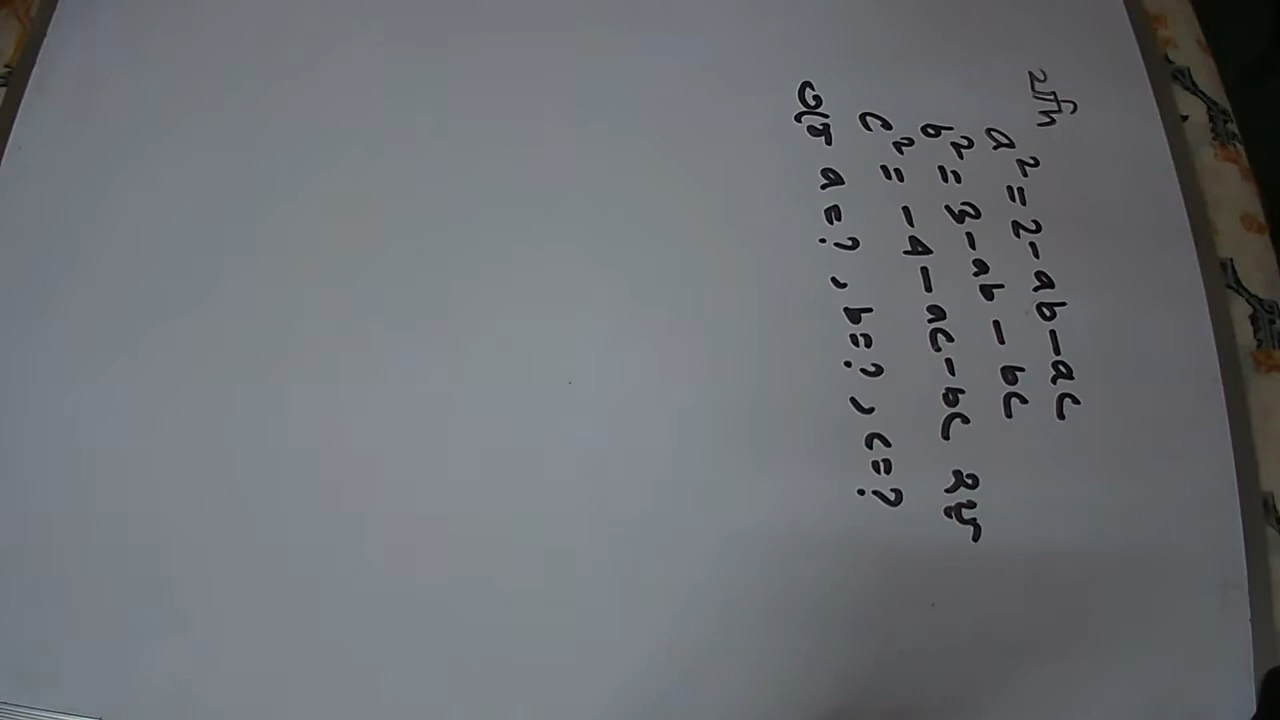 যদি
a² = 2 - ab - ac
b² = 3 - ab - bc
c² = -4 - ac - bc হয়
তবে a = ?, b = ?, c = ?